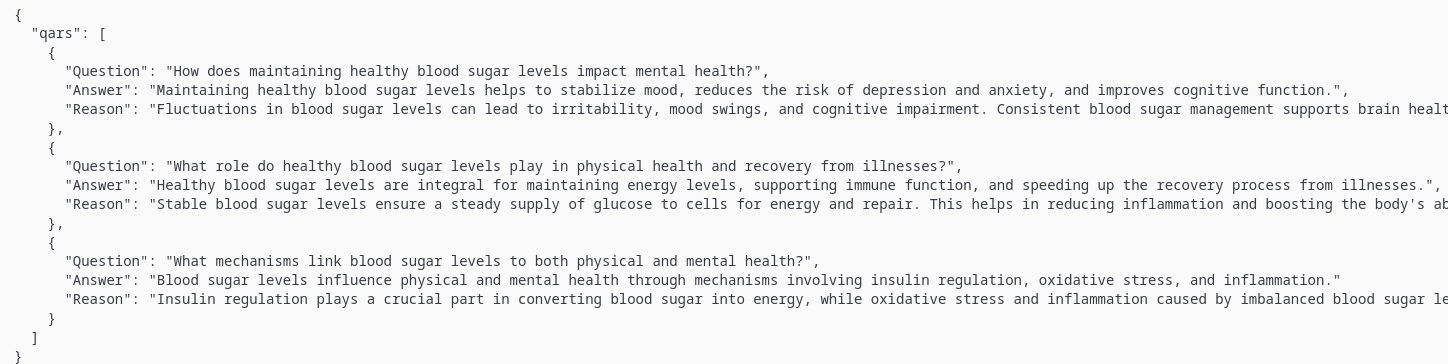 {
  "qars": [
    {
      "Question": "How does maintaining healthy blood sugar levels impact mental health?",
      "Answer": "Maintaining healthy blood sugar levels helps to stabilize mood, reduces the risk of depression and anxiety, and improves cognitive function.",
      "Reason": "Fluctuations in blood sugar levels can lead to irritability, mood swings, and cognitive impairment. Consistent blood sugar management supports brain healt
    },
    {
      "Question": "What role do healthy blood sugar levels play in physical health and recovery from illnesses?",
      "Answer": "Healthy blood sugar levels are integral for maintaining energy levels, supporting immune function, and speeding up the recovery process from illnesses.",
      "Reason": "Stable blood sugar levels ensure a steady supply of glucose to cells for energy and repair. This helps in reducing inflammation and boosting the body's ab
    },
    {
      "Question": "What mechanisms link blood sugar levels to both physical and mental health?",
      "Answer": "Blood sugar levels influence physical and mental health through mechanisms involving insulin regulation, oxidative stress, and inflammation."
      "Reason": "Insulin regulation plays a crucial part in converting blood sugar into energy, while oxidative stress and inflammation caused by imbalanced blood sugar le
    }
  ]
}